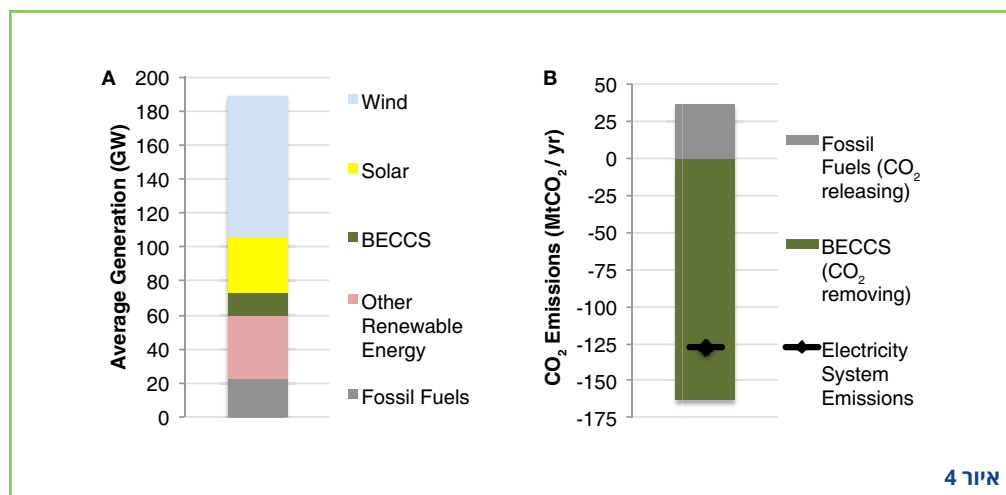 A
Average Generation (GW)
200
180
160
140
120
100
80
60
40
20
0
Wind
Solar
BECCS
Other
Renewable
Energy
Fossil Fuels
B
CO₂ Emissions (MtCO₂ / yr)
50
25
0
-25
-50
-75
-100
-125
-150
-175
Fossil
Fuels (CO₂
releasing)
BECCS
(CO₂
removing)
Electricity
System
Emissions
איור 4